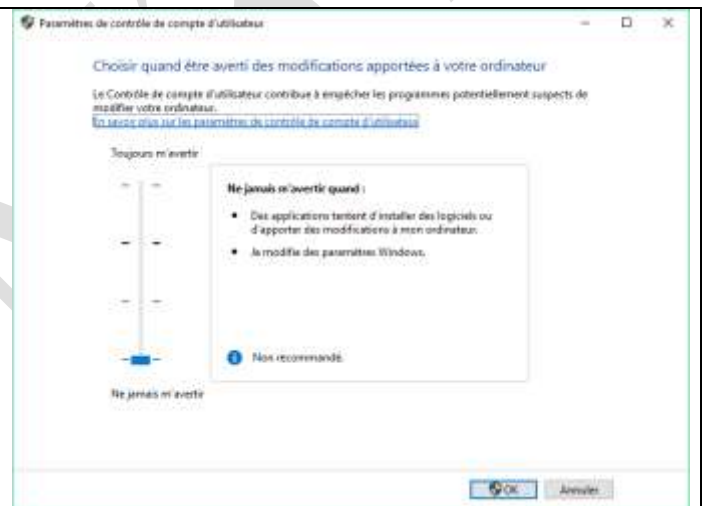 Paramètres de contrôle de compte d'utilisateur
Choisir quand être averti des modifications apportées à votre ordinateur
Le Contrôle de compte d'utilisateur contribue à empêcher les programmes potentiellement suspects de
modifier votre ordinateur.
En savoir plus sur les paramètres de contrôle de compte d'utilisateur
Toujours m'avertir
Ne jamais m'avertir quand :
• Des applications tentent d'installer des logiciels ou
d'apporter des modifications à mon ordinateur.
• Je modifie des paramètres Windows.
Non recommandé.
Ne jamais m'avertir
OK Annuler